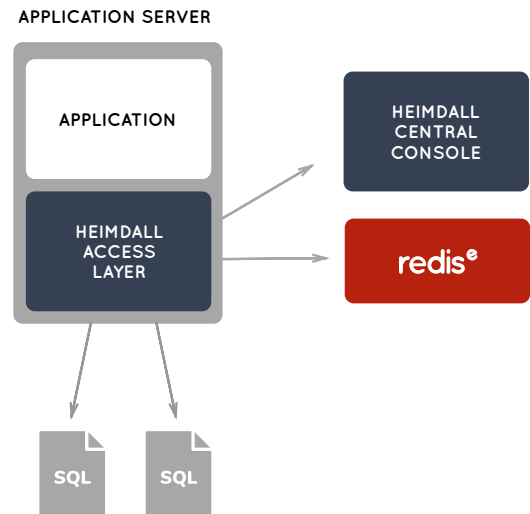 APPLICATION SERVER
APPLICATION
HEIMDALL
ACCESS
LAYER
HEIMDALL
CENTRAL
CONSOLE
redis e
SQL
SQL